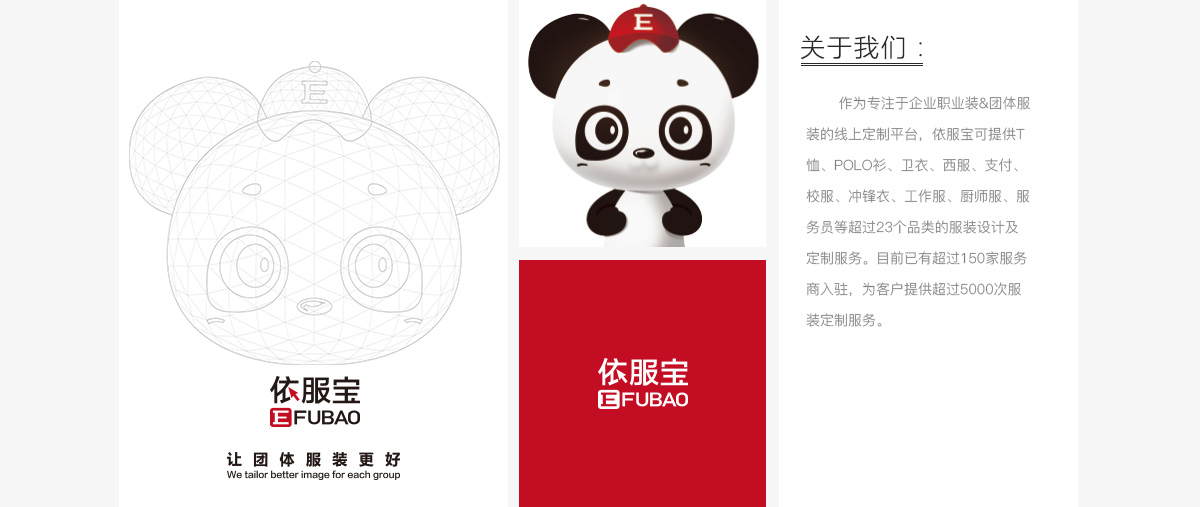 E
依服宝
EFUBAO
让团体服装更好
We tailor better image for each group
E
依服宝
EFUBAO
关于我们：
作为专注于企业职业装&团体服
装的线上定制平台，依服宝可提供T
恤、POLO衫、卫衣、西服、支付、
校服、冲锋衣、工作服、厨师服、服
务员等超过23个品类的服装设计及
定制服务。目前已有超过150家服务
商入驻，为客户提供超过5000次服
装定制服务。